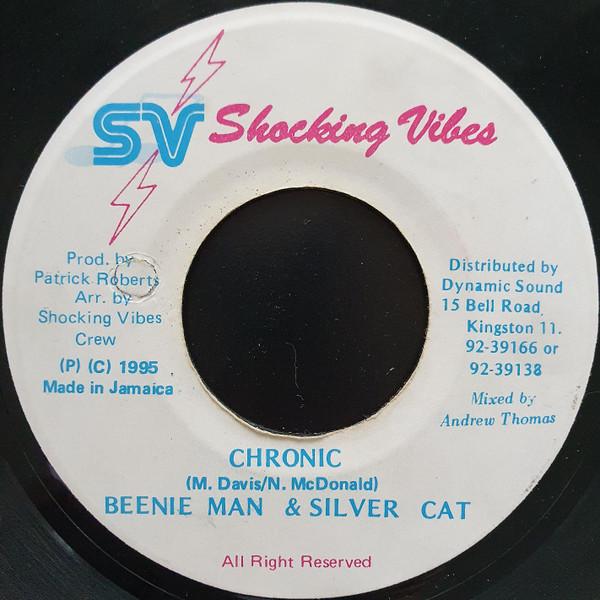 SV Shocking Vibes
Prod. by
Patrick Roberts
Arr. by
Shocking Vibes
Crew
(P) (C) 1995
Made in Jamaica
Distributed by
Dynamic Sound
15 Bell Road,
Kingston 11.
92-39166 or
92-39138
Mixed by
Andrew Thomas
CHRONIC
(M. Davis/N. McDonald)
BEENIE MAN & SILVER CAT
All Right Reserved